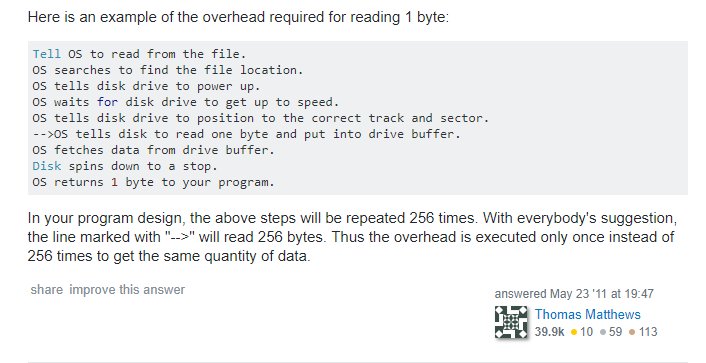 Here is an example of the overhead required for reading 1 byte:
Tell OS to read from the file.
OS searches to find the file location.
OS tells disk drive to power up.
OS waits for disk drive to get up to speed.
OS tells disk drive to position to the correct track and sector.
-->OS tells disk to read one byte and put into drive buffer.
OS fetches data from drive buffer.
Disk spins down to a stop.
OS returns 1 byte to your program.
In your program design, the above steps will be repeated 256 times. With everybody's suggestion,
the line marked with "-->" will read 256 bytes. Thus the overhead is executed only once instead of
256 times to get the same quantity of data.
share improve this answer
answered May 23 '11 at 19:47
Thomas Matthews
39.9k 10 59 113